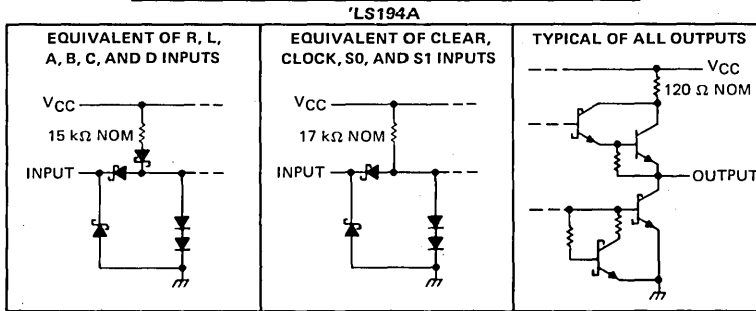 'LS194A
EQUIVALENT OF R, L,
A, B, C, AND D INPUTS
VCC
15 kΩ NOM
INPUT
EQUIVALENT OF CLEAR,
CLOCK, S0, AND S1 INPUTS
VCC
17 kΩ NOM
INPUT
TYPICAL OF ALL OUTPUTS
VCC
120 Ω NOM
OUTPUT